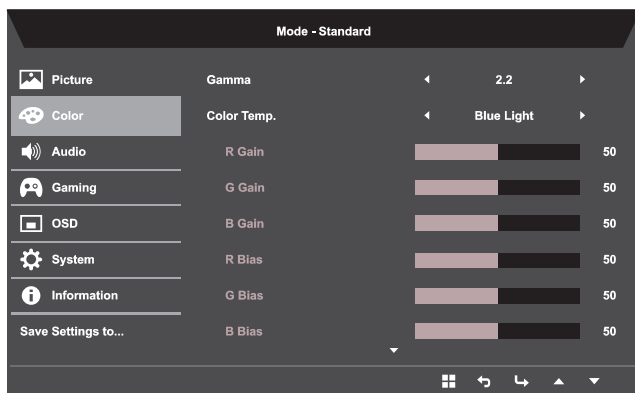 Mode - Standard
Picture
Gamma 2.2
Color
Color Temp. Blue Light
Audio
R Gain 50
Gaming
G Gain 50
OSD
B Gain 50
System
R Bias 50
Information
G Bias 50
Save Settings to...
B Bias 50